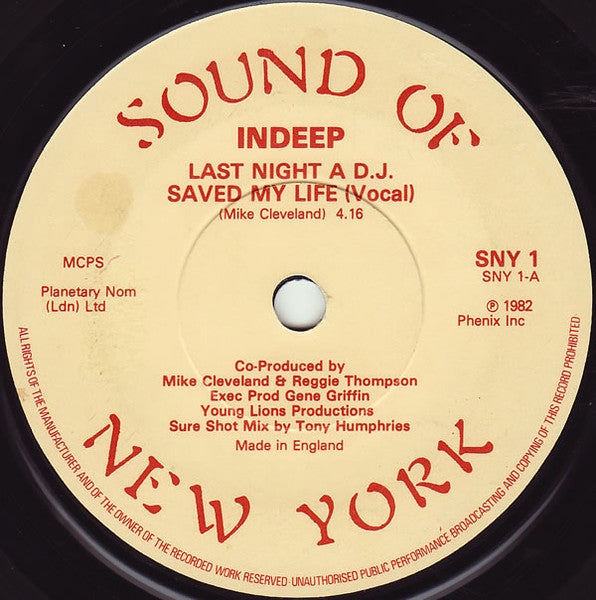 SOUND OF
INDEEP
LAST NIGHT A D.J.
SAVED MY LIFE (Vocal)
(Mike Cleveland) 4.16
MCPS
Planetary Nom
(Ldn) Ltd
SNY 1
SNY 1-A
℗ 1982
Phenix Inc
Co-Produced by
Mike Cleveland & Reggie Thompson
Exec Prod Gene Griffin
Young Lions Productions
Sure Shot Mix by Tony Humphries
Made in England
NEW YORK
ALL RIGHTS OF THE MANUFACTURER AND OF THE OWNER OF THE RECORDED WORK RESERVED·UNAUTHORISED PUBLIC PERFORMANCE BROADCASTING AND COPYING OF THIS RECORD PROHIBITED